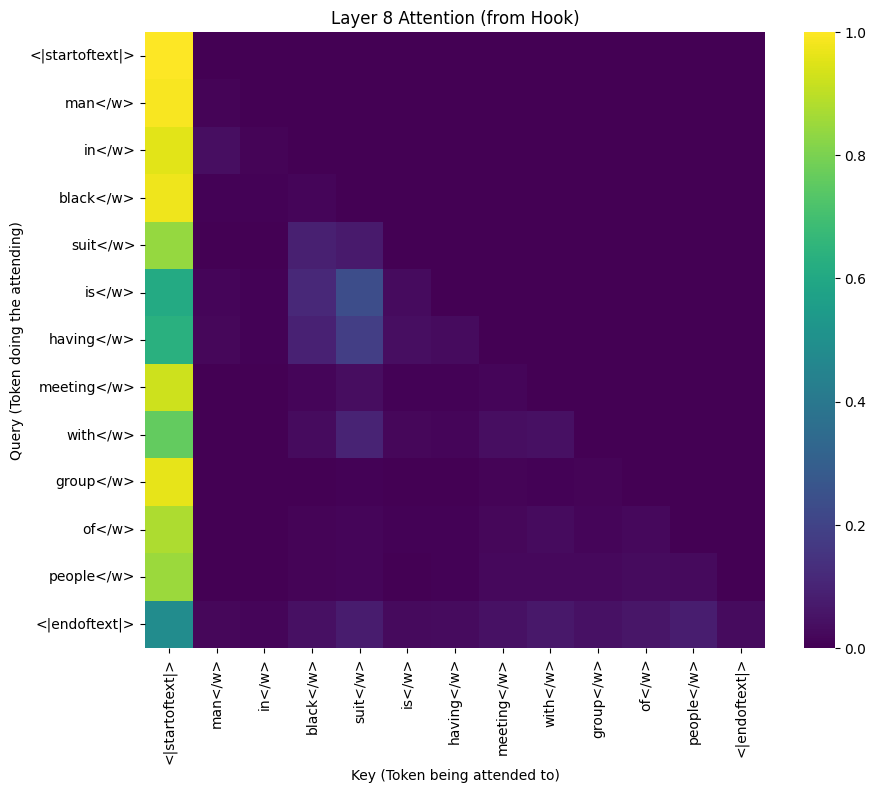 Layer 8 Attention (from Hook)
Query (Token doing the attending)
<|startoftext|>
man</w>
in</w>
black</w>
suit</w>
is</w>
having</w>
meeting</w>
with</w>
group</w>
of</w>
people</w>
<|endoftext|>
1.0
0.8
0.6
0.4
0.2
0.0
<|startoftext|>
man</w>
in</w>
black</w>
suit</w>
is</w>
having</w>
meeting</w>
with</w>
group</w>
of</w>
people</w>
<|endoftext|>
Key (Token being attended to)